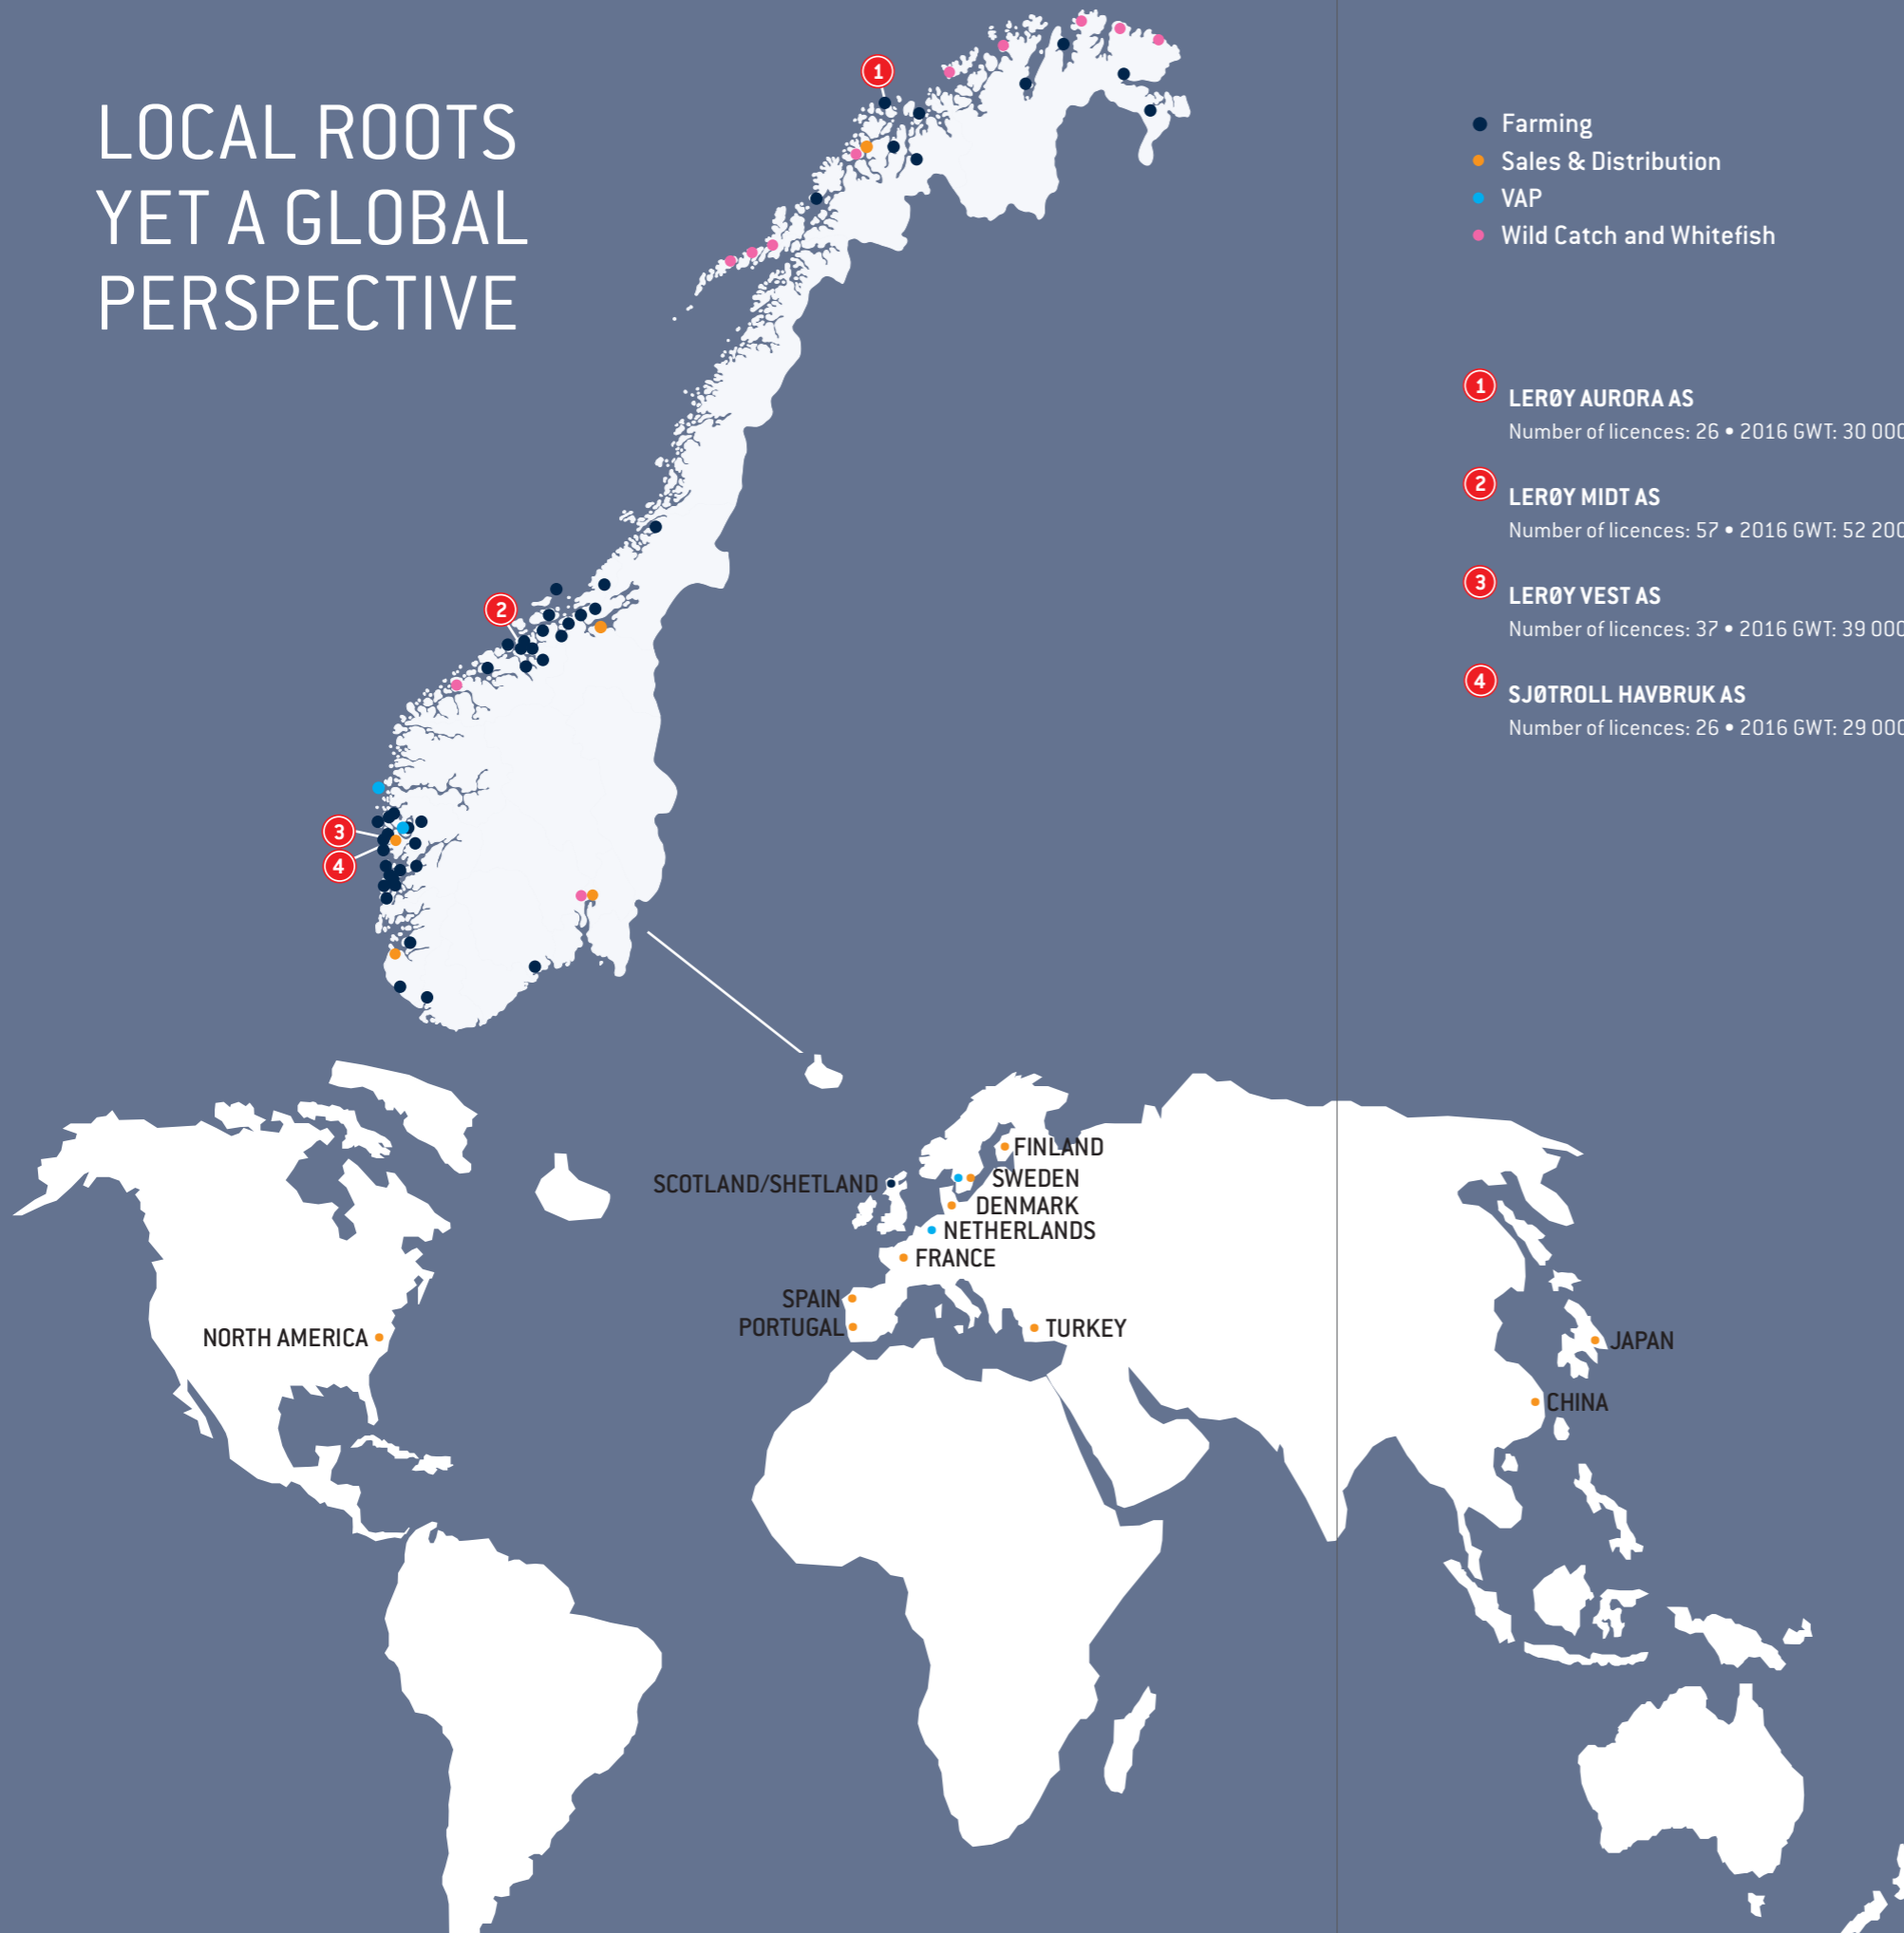 LOCAL ROOTS
YET A GLOBAL
PERSPECTIVE
Farming
Sales & Distribution
VAP
Wild Catch and Whitefish
1
LERØY AURORA AS
Number of licences: 26 • 2016 GWT: 30 000
2
LERØY MIDT AS
Number of licences: 57 • 2016 GWT: 52 200
3
LERØY VEST AS
Number of licences: 37 • 2016 GWT: 39 000
4
SJØTROLL HAVBRUK AS
Number of licences: 26 • 2016 GWT: 29 000
1
2
3
4
FINLAND
SCOTLAND/SHETLAND
SWEDEN
DENMARK
NETHERLANDS
FRANCE
SPAIN
PORTUGAL
TURKEY
NORTH AMERICA
JAPAN
CHINA